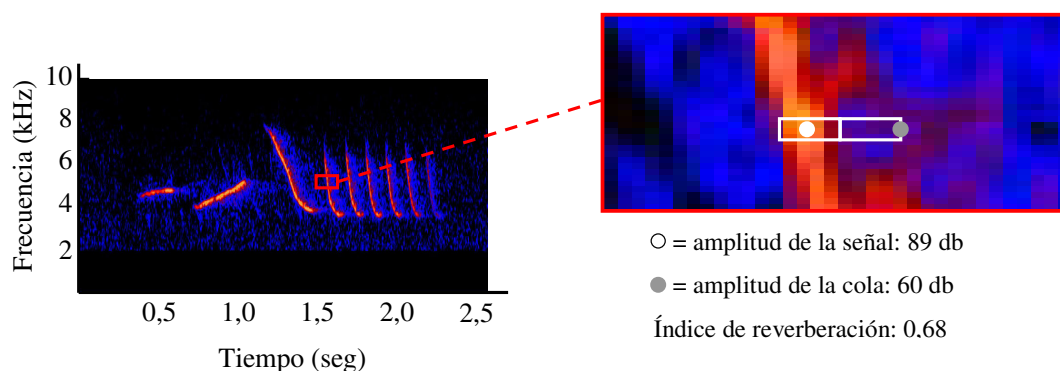 Frecuencia (kHz)
10
8
6
4
2
0,5 1,0 1,5 2,0 2,5
Tiempo (seg)
= amplitud de la señal: 89 db
= amplitud de la cola: 60 db
Índice de reverberación: 0,68